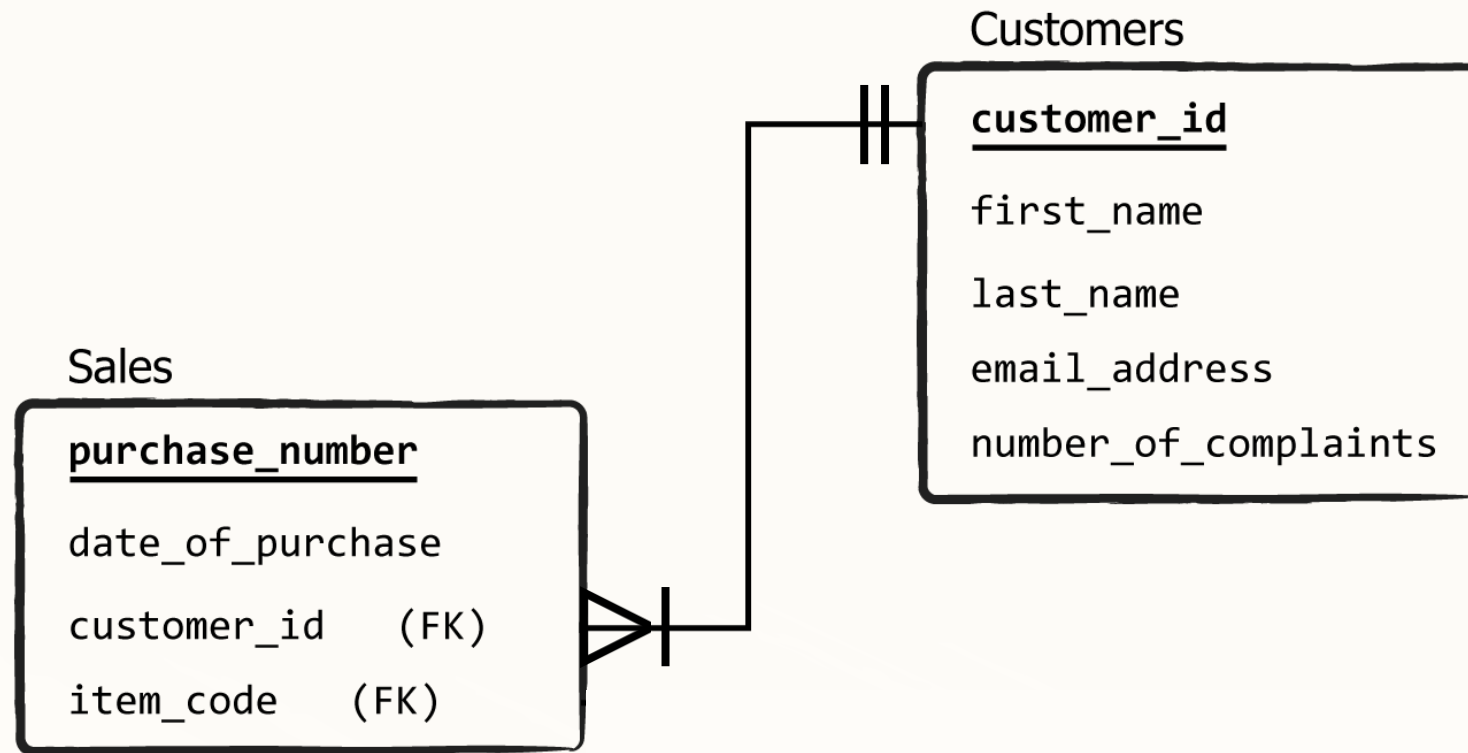 Customers
customer_id
first_name
last_name
email_address
number_of_complaints
Sales
purchase_number
date_of_purchase
customer_id (FK)
item_code (FK)